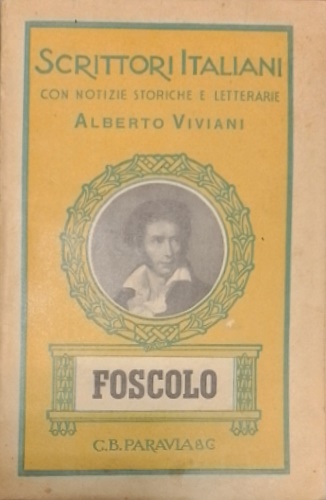 SCRITTORI ITALIANI
CON NOTIZIE STORICHE E LETTERARIE
ALBERTO VIVIANI
FOSCOLO
C.B. PARAVIA & C.